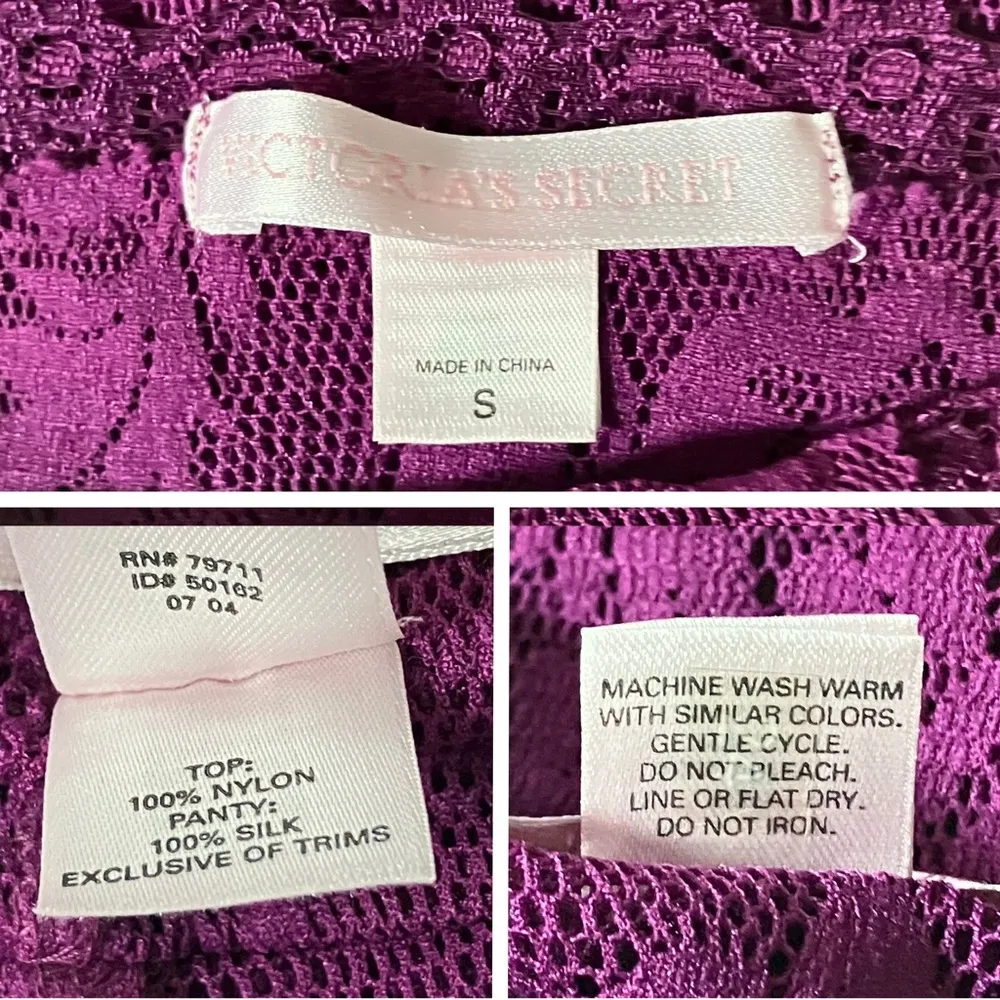 VICTORIA'S SECRET
MADE IN CHINA
S
RN# 79711
ID# 50162
07 04
TOP:
100% NYLON
PANTY:
100% SILK
EXCLUSIVE OF TRIMS
MACHINE WASH WARM
WITH SIMILAR COLORS.
GENTLE CYCLE.
DO NOT BLEACH.
LINE OR FLAT DRY.
DO NOT IRON.